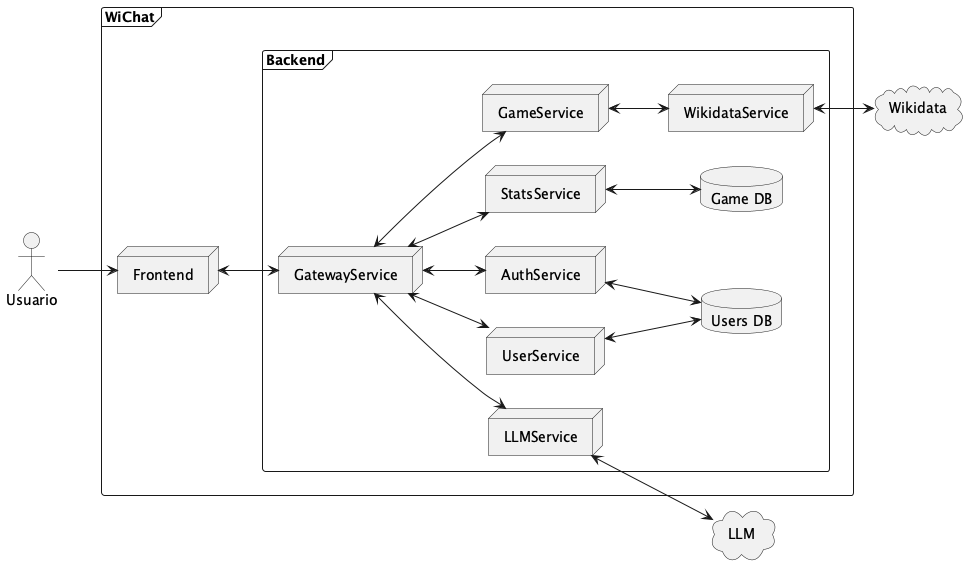 WiChat
Backend
GameService
WikidataService
Wikidata
StatsService
Game DB
Usuario
Frontend
GatewayService
AuthService
Users DB
UserService
LLMService
LLM